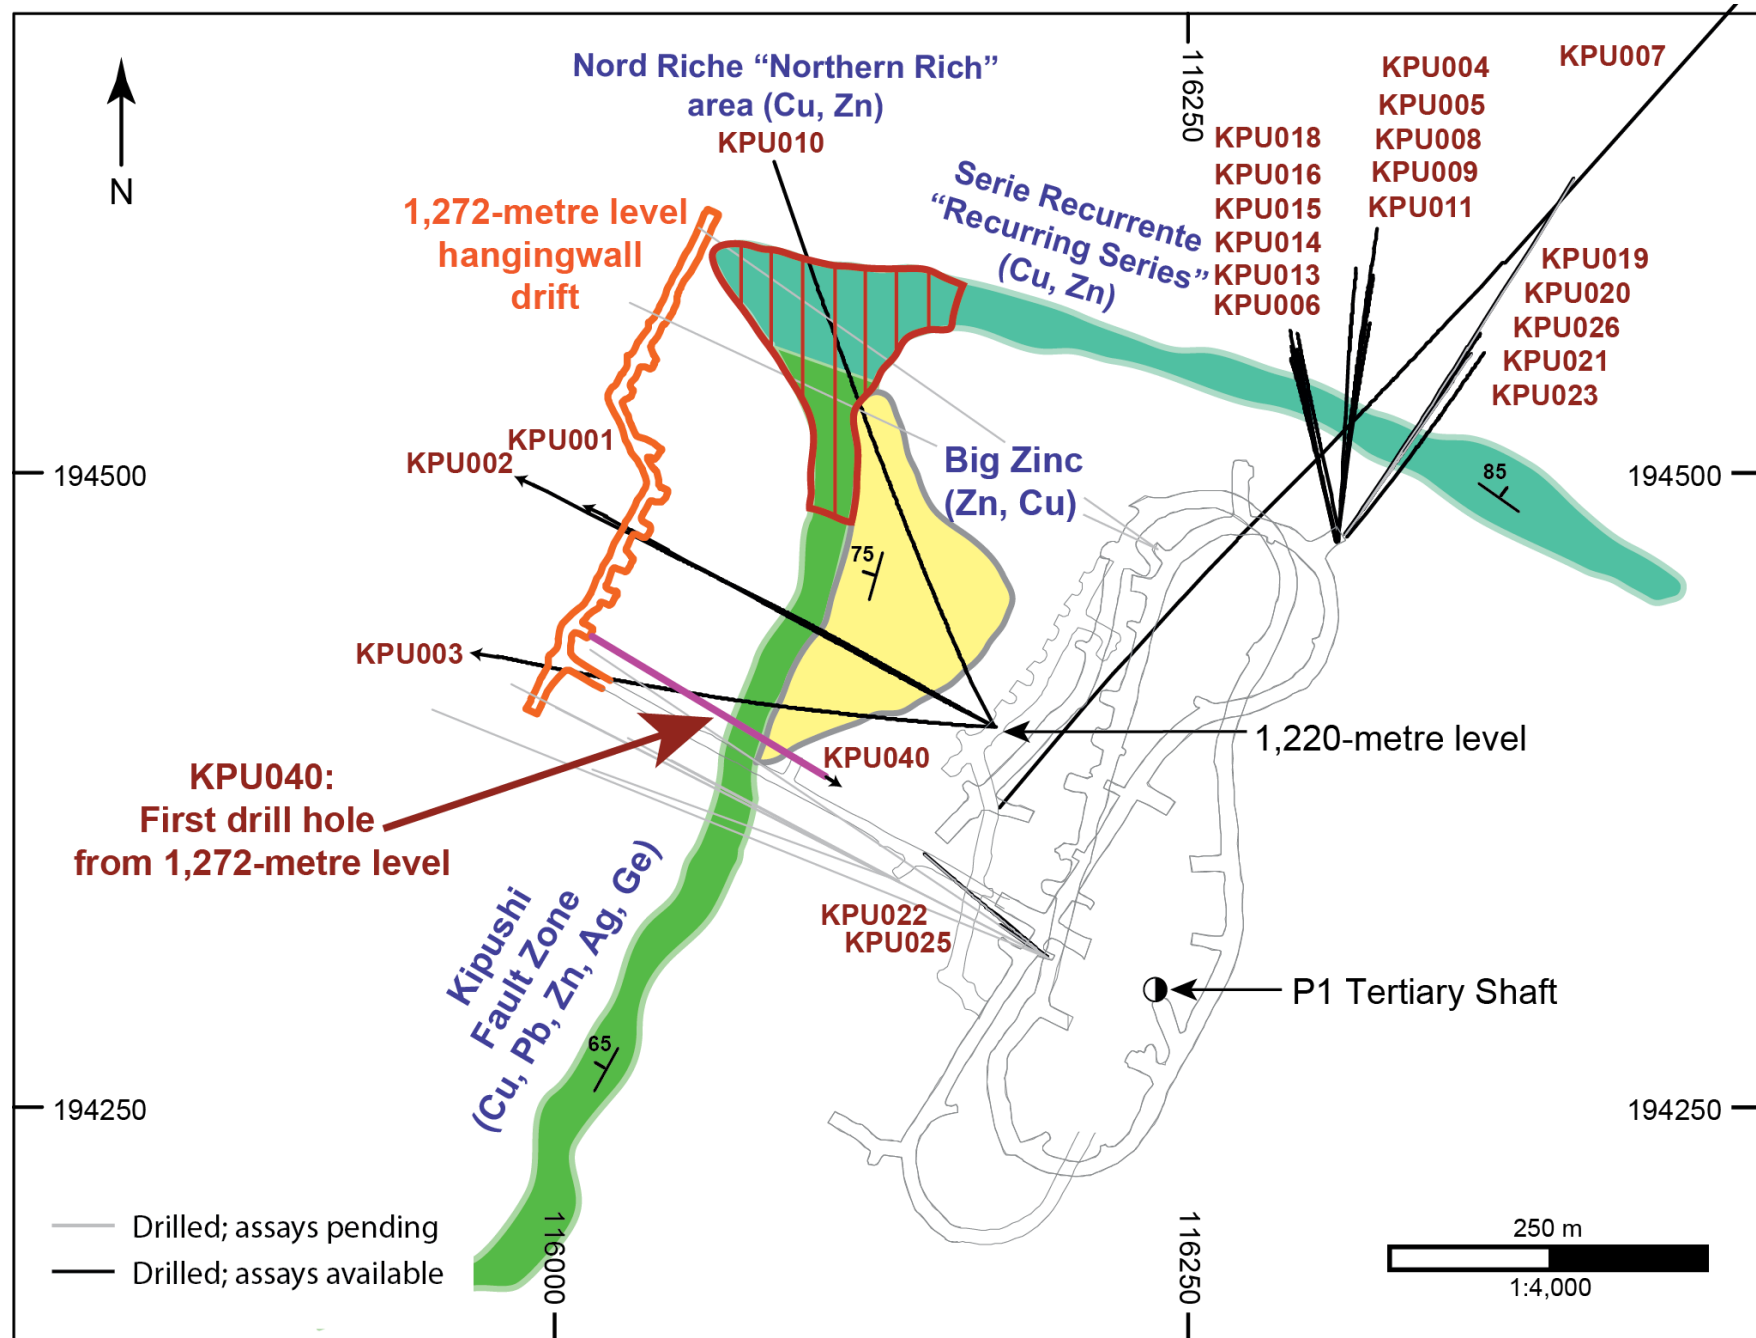 Nord Riche “Northern Rich”
area (Cu, Zn)
KPU010
116250
KPU004
KPU005
KPU008
KPU009
KPU011
KPU007
KPU018
KPU016
KPU015
KPU014
KPU013
KPU006
N
1,272-metre level
hangingwall
drift
Serie Recurrente
“Recurring Series”
(Cu, Zn)
KPU019
KPU020
KPU026
KPU021
KPU023
KPU001
KPU002
194500
Big Zinc
(Zn, Cu)
85
194500
75
KPU003
1,220-metre level
KPU040
KPU040:
First drill hole
from 1,272-metre level
KPU022
KPU025
Kipushi
Fault Zone
(Cu, Pb, Zn, Ag, Ge)
P1 Tertiary Shaft
65
194250
194250
Drilled; assays pending
Drilled; assays available
116000
116250
250 m
1:4,000